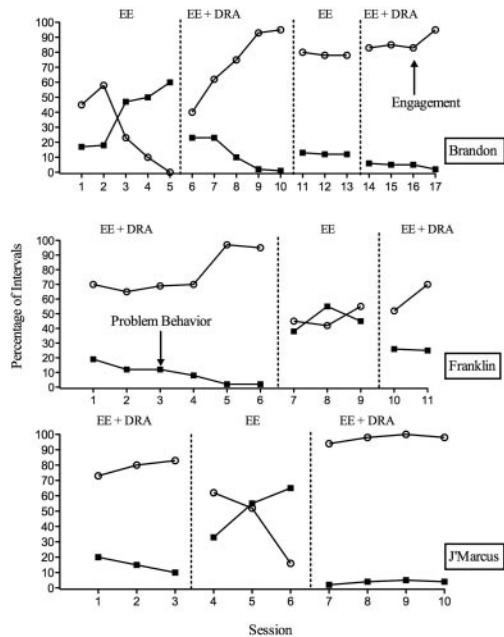 EE EE + DRA EE EE + DRA
100
90
80
70
60
50
40
30
20
10
0
Engagement
Brandon
1 2 3 4 5 6 7 8 9 10 11 12 13 14 15 16 17
Percentage of Intervals
EE + DRA EE EE + DRA
100
90
80
70
60
50
40
30
20
10
0
Problem Behavior
Franklin
1 2 3 4 5 6 7 8 9 10 11
EE + DRA EE EE + DRA
100
90
80
70
60
50
40
30
20
10
0
J'Marcus
1 2 3 4 5 6 7 8 9 10
Session